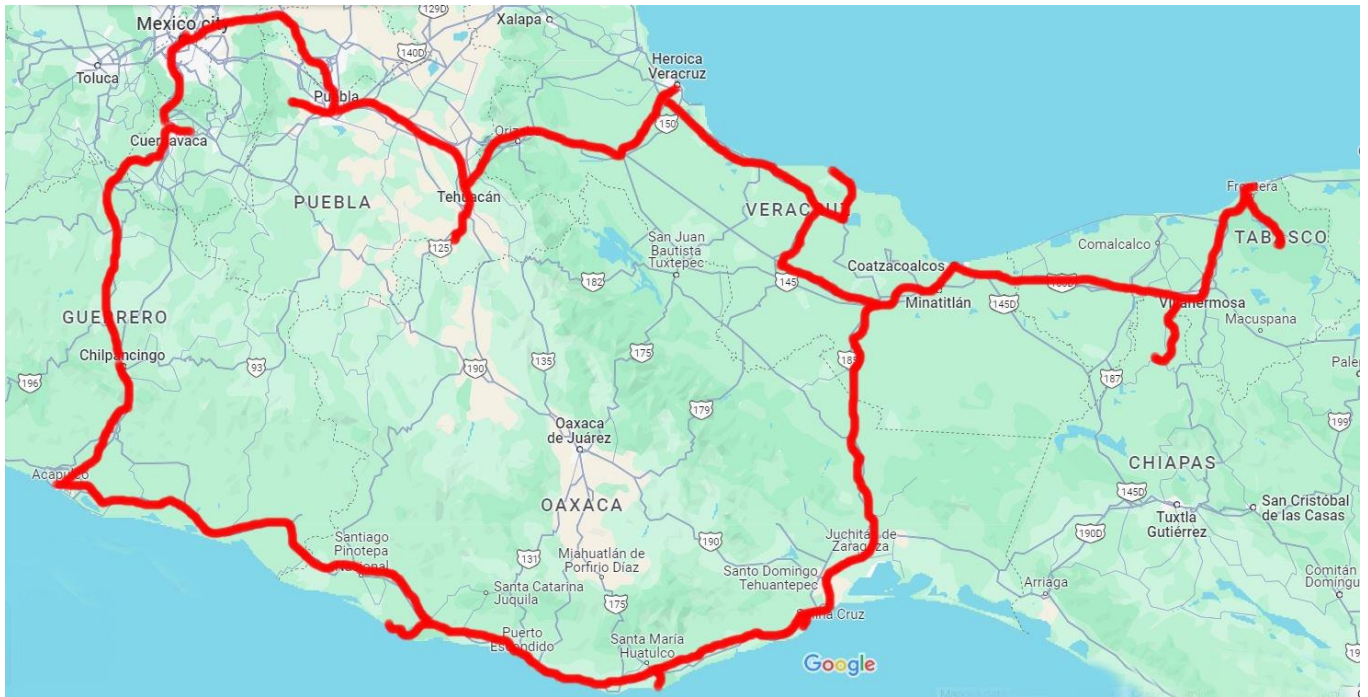 129D
Mexico city
Xalapa
140D
Toluca
Heroica
Veracruz
Puebla
150
Cuernavaca
Tehuacán
PUEBLA
VERACRUZ
Frontera
TABASCO
125
San Juan
Bautista
Tuxtepec
Comalcalco
Coatzacoalcos
182
145
Minatitlán
145D
Villahermosa
Macuspana
GUERRERO
Chilpancingo
175
135
190
93
196
187
179
199
Oaxaca
de Juárez
Acapulco
CHIAPAS
145D
OAXACA
San Cristóbal
de las Casas
Tuxtla
Gutiérrez
Santiago
Pinotepa
Nacional
Juchitán de
Zaragoza
190
190D
131
Miahuatlán de
Porfirio Díaz
Santo Domingo
Tehuantepec
Santa Catarina
Juquila
175
Arriaga
Comitán
Salina Cruz
Puerto
Escondido
Santa María
Huatulco
Google